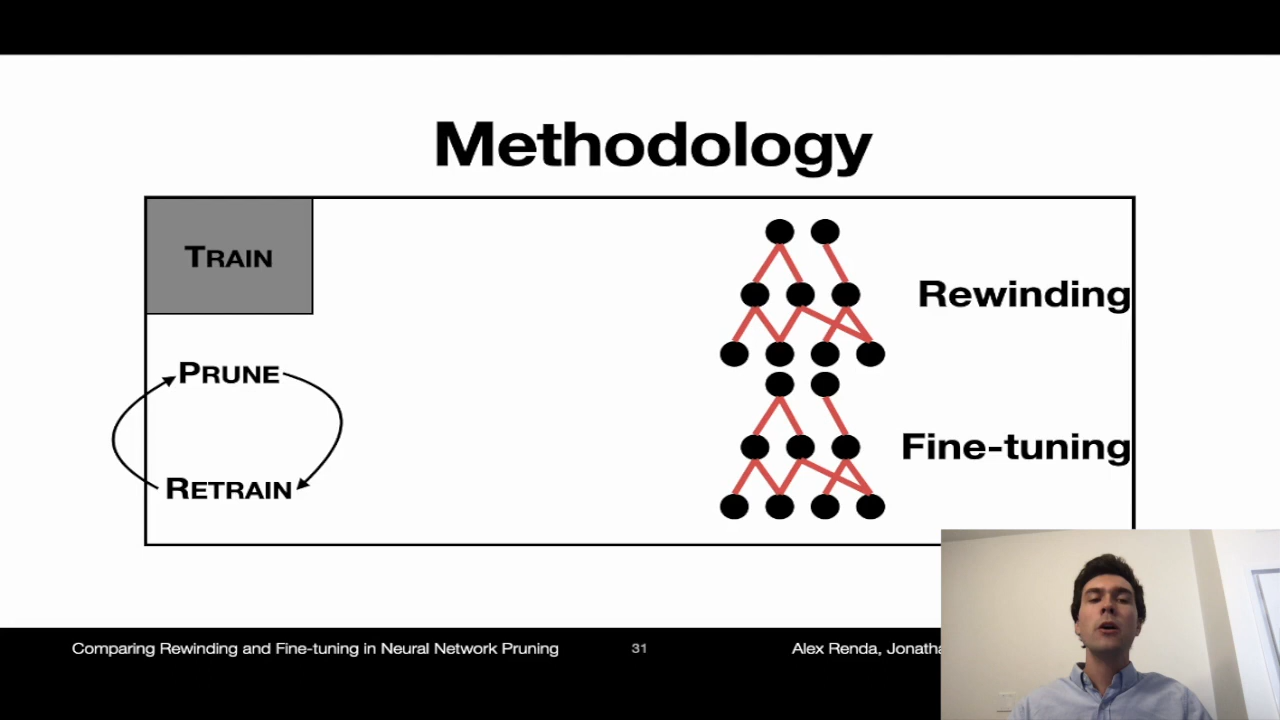 Methodology
TRAIN
PRUNE
RETRAIN
Rewinding
Fine-tuning
Comparing Rewinding and Fine-tuning in Neural Network Pruning
31
Alex Renda,